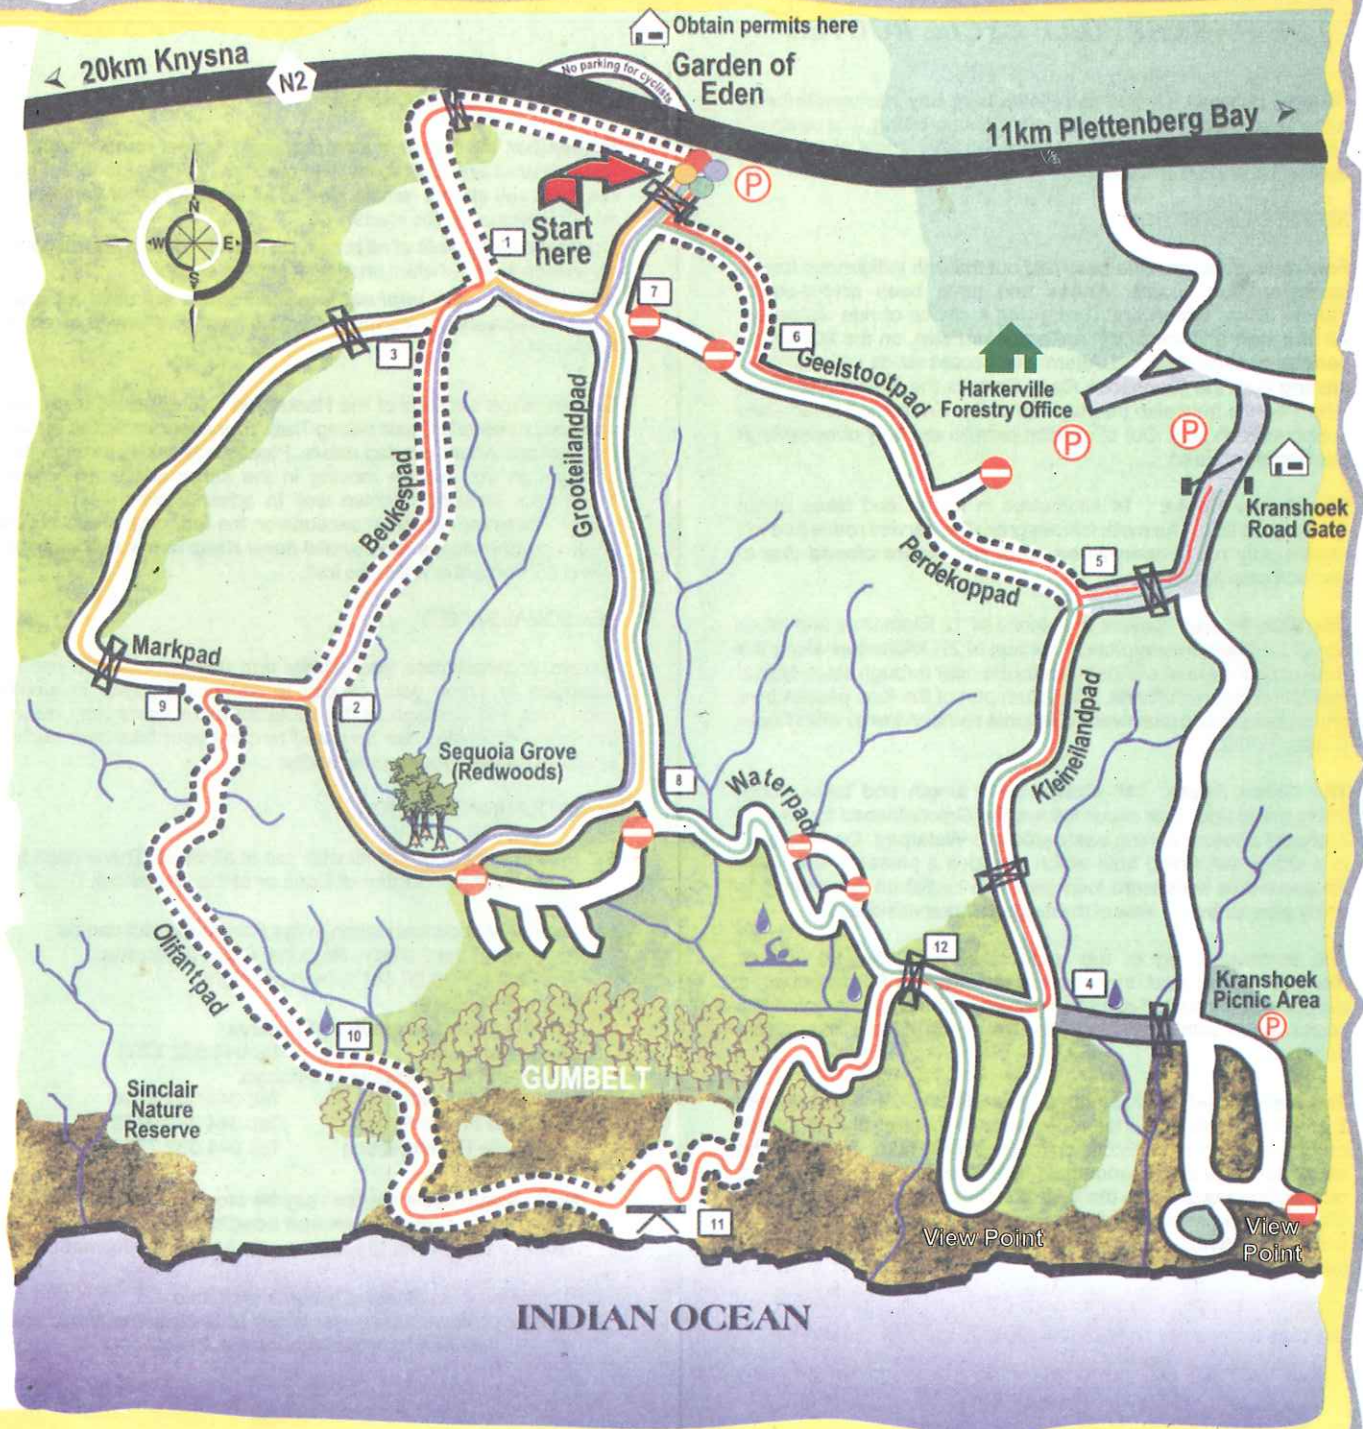 Obtain permits here
20km Knysna
N2
No parking for cyclists
Garden of
Eden
11km Plettenberg Bay
P
N
W
E
S
Start
here
1
7
3
6
Geelstootpad
Harkerville
Forestry Office
P
P
Kranshoek
Road Gate
Beukespad
Grooteilandpad
Perdekoppad
5
Markpad
9
2
Sequoia Grove
(Redwoods)
8
Waterpad
Kleineilandpad
Olifantpad
12
4
Kranshoek
Picnic Area
P
10
GUMBELT
Sinclair
Nature
Reserve
11
View Point
View
Point
INDIAN OCEAN